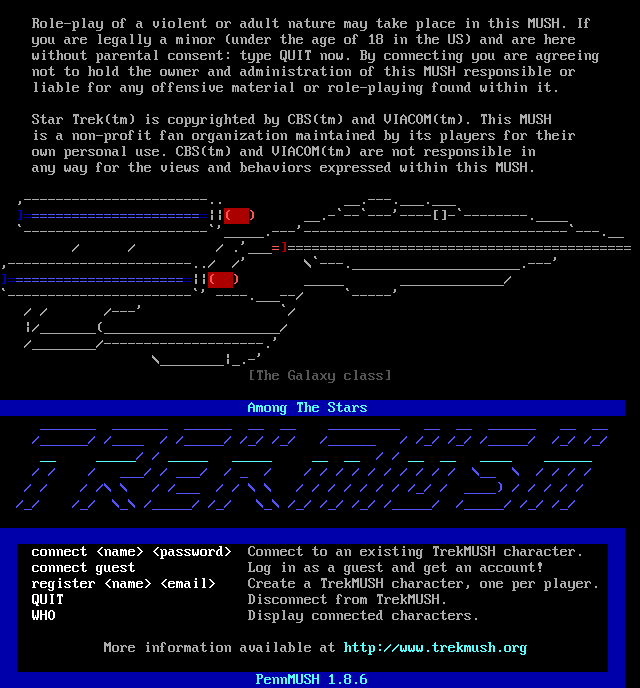 Role-play of a violent or adult nature may take place in this MUSH. If
you are legally a minor (under the age of 18 in the US) and are here
without parental consent: type QUIT now. By connecting you are agreeing
not to hold the owner and administration of this MUSH responsible or
liable for any offensive material or role-playing found within it.
Star Trek(tm) is copyrighted by CBS(tm) and VIACOM(tm). This MUSH
is a non-profit fan organization maintained by its players for their
own personal use. CBS(tm) and VIACOM(tm) are not responsible in
any way for the views and behaviors expressed within this MUSH.
[The Galaxy class]
Among The Stars
TREKMUSH
connect <name> <password> Connect to an existing TrekMUSH character.
connect guest Log in as a guest and get an account!
register <name> <email> Create a TrekMUSH character, one per player.
QUIT Disconnect from TrekMUSH.
WHO Display connected characters.
More information available at http://www.trekmush.org
PennMUSH 1.8.6